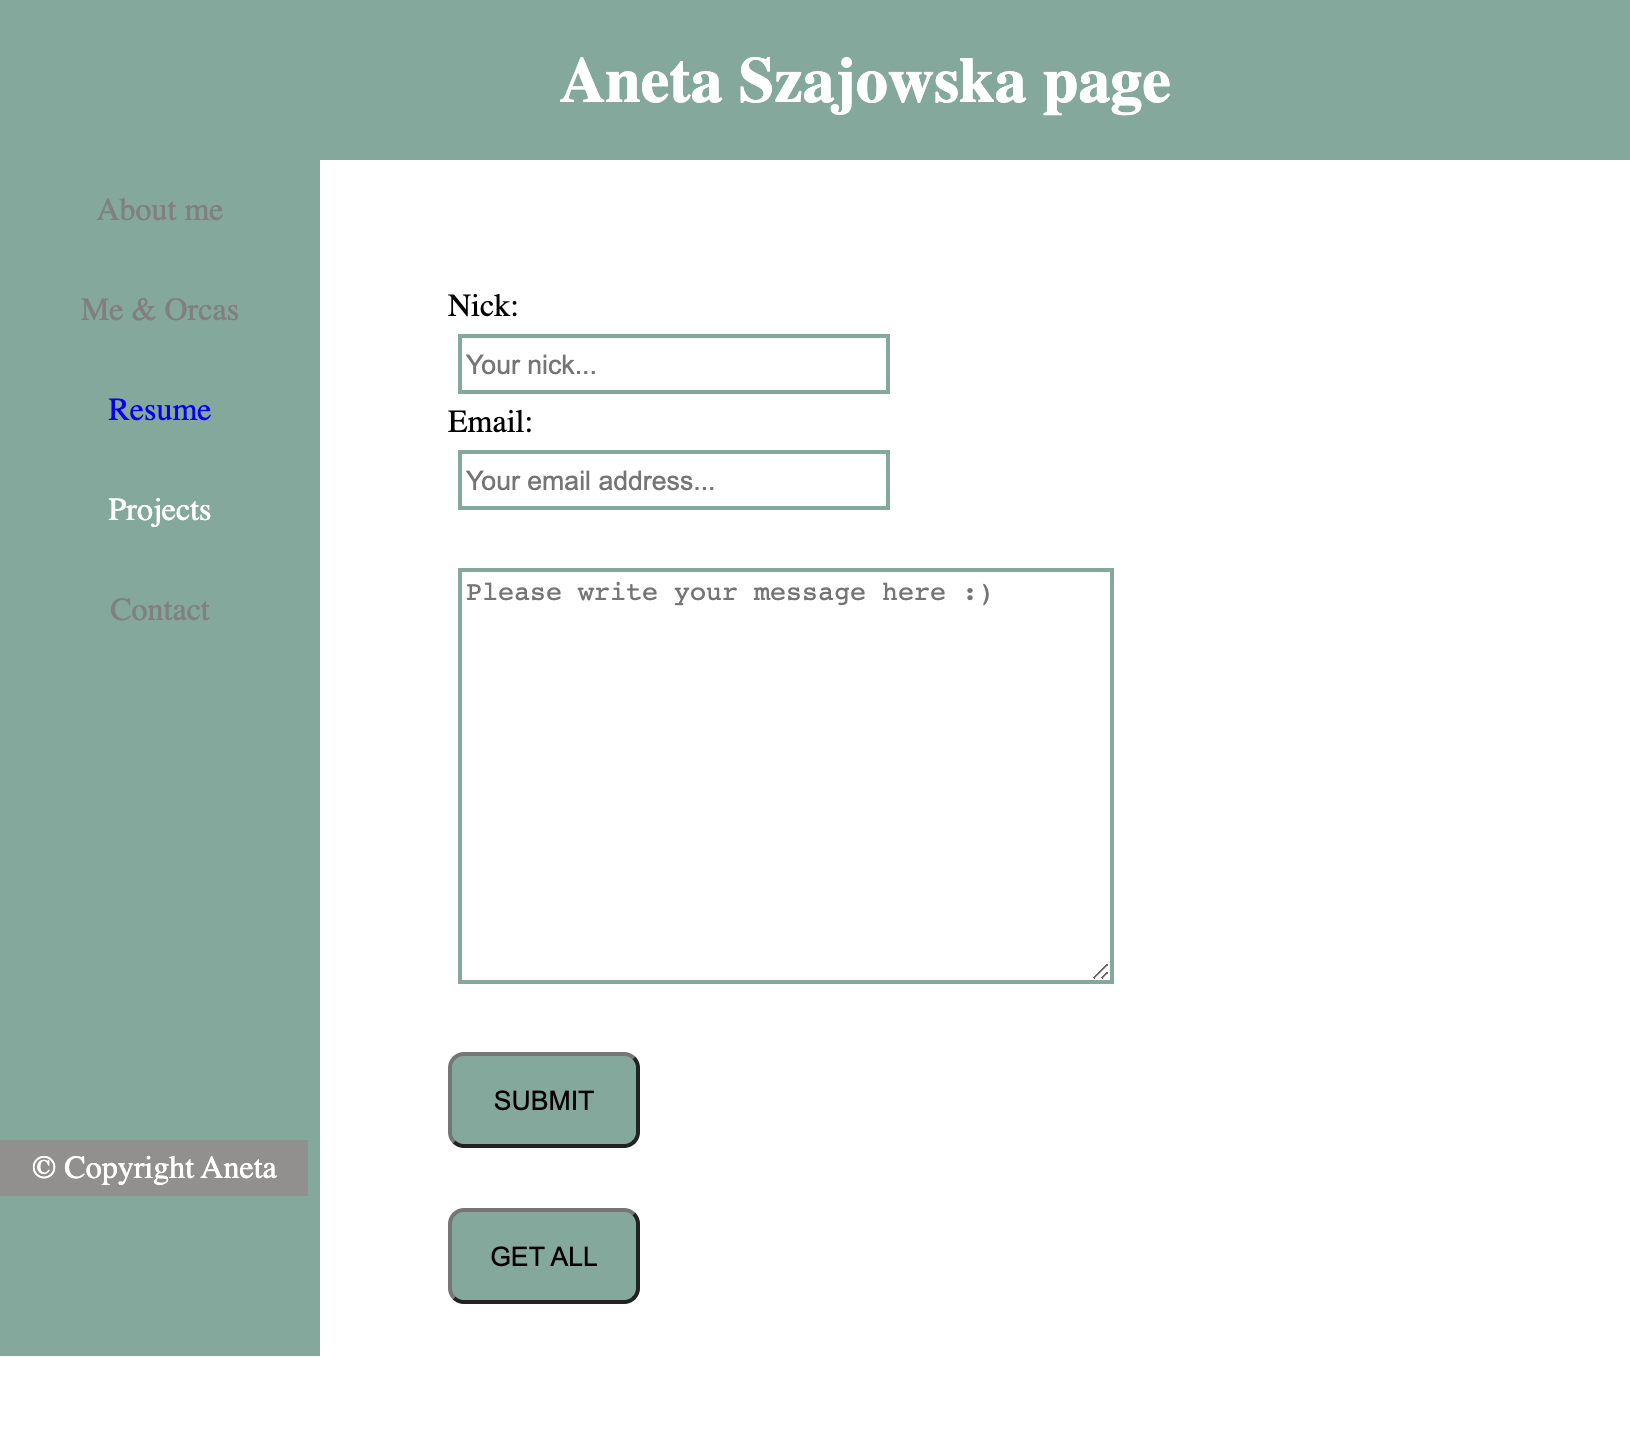 Aneta Szajowska page
About me
Me & Orcas
Resume
Projects
Contact
© Copyright Aneta
Nick:
Your nick...
Email:
Your email address...
Please write your message here :)
SUBMIT
GET ALL